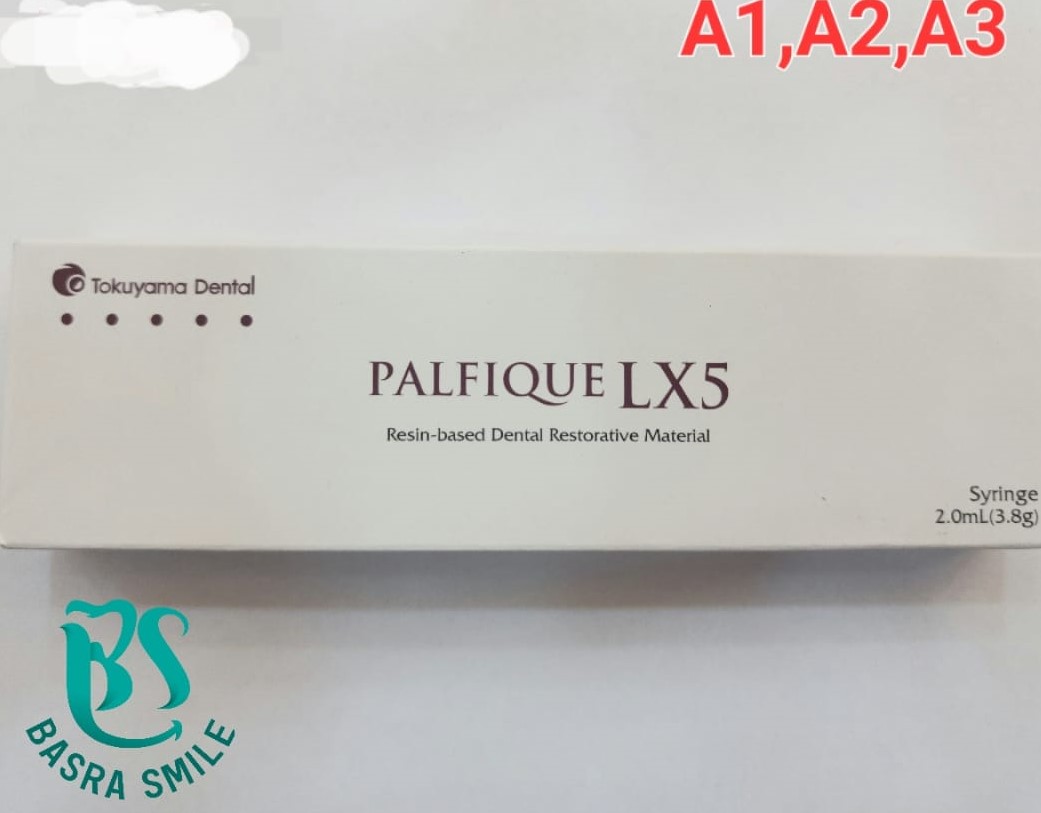 A1,A2,A3
Tokuyama Dental
PALFIQUE LX5
Resin-based Dental Restorative Material
Syringe
2.0mL(3.8g)
BS
BASRA SMILE